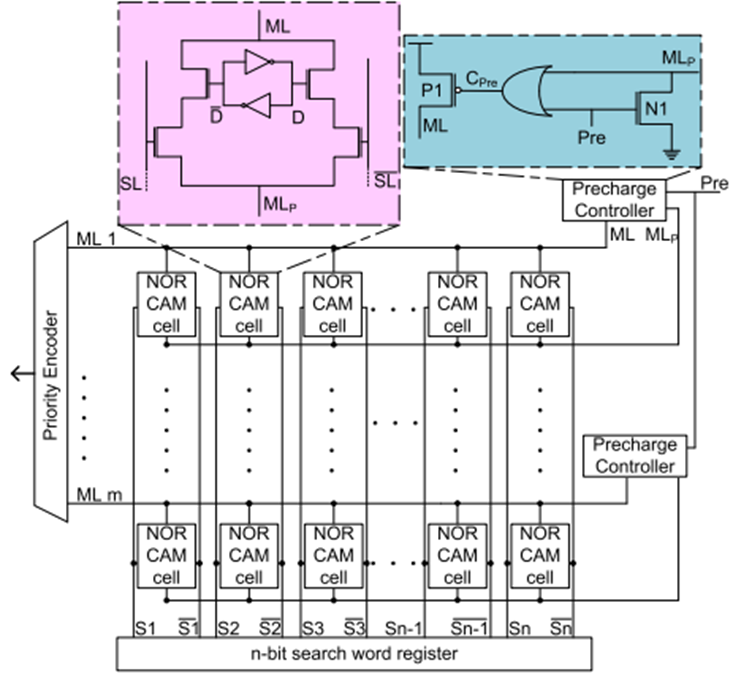 ML
D̅ D
SL S̅L̅
ML_P
ML_P
P1 C_Pre N1
ML Pre
Precharge Controller Pre
ML ML_P
ML 1
NOR CAM cell NOR CAM cell NOR CAM cell . . . NOR CAM cell NOR CAM cell
Priority Encoder
Precharge Controller
ML m
NOR CAM cell NOR CAM cell NOR CAM cell . . . NOR CAM cell NOR CAM cell
S1 S̅1̅ S2 S̅2̅ S3 S̅3̅ Sn-1 S̅n̅-̅1̅ Sn S̅n̅
n-bit search word register